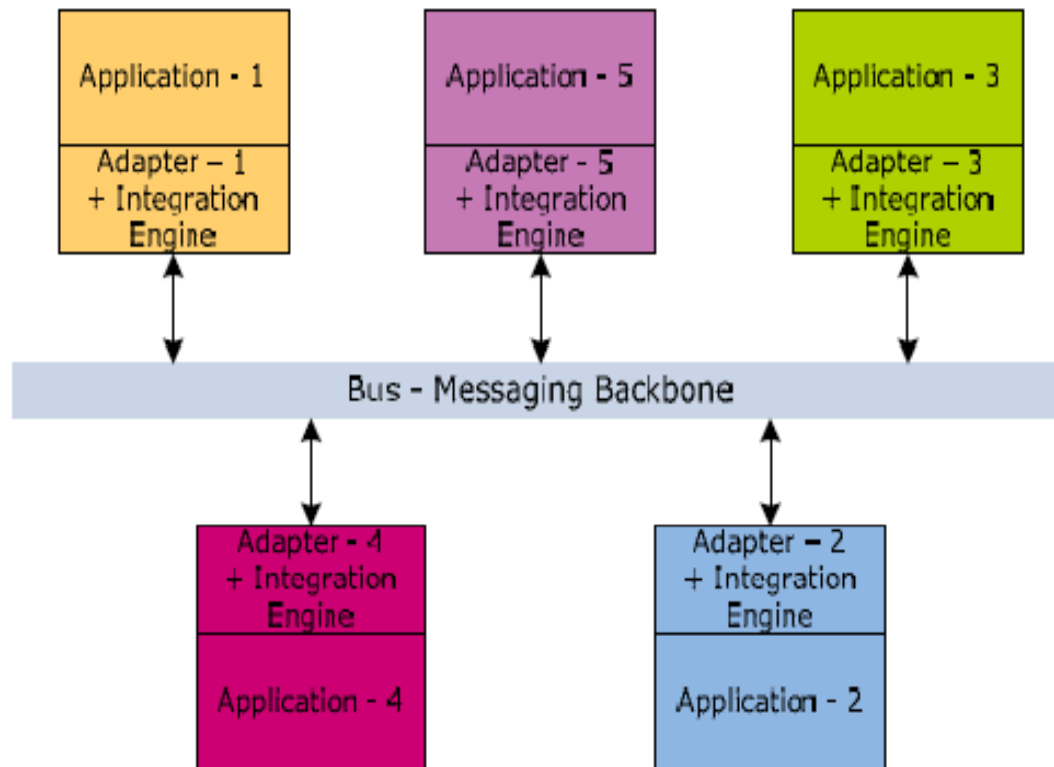 Application - 1
Adapter – 1
+ Integration
Engine
Application - 5
Adapter - 5
+ Integration
Engine
Application - 3
Adapter – 3
+ Integration
Engine
Bus - Messaging Backbone
Adapter - 4
+ Integration
Engine
Application - 4
Adapter – 2
+ Integration
Engine
Application - 2